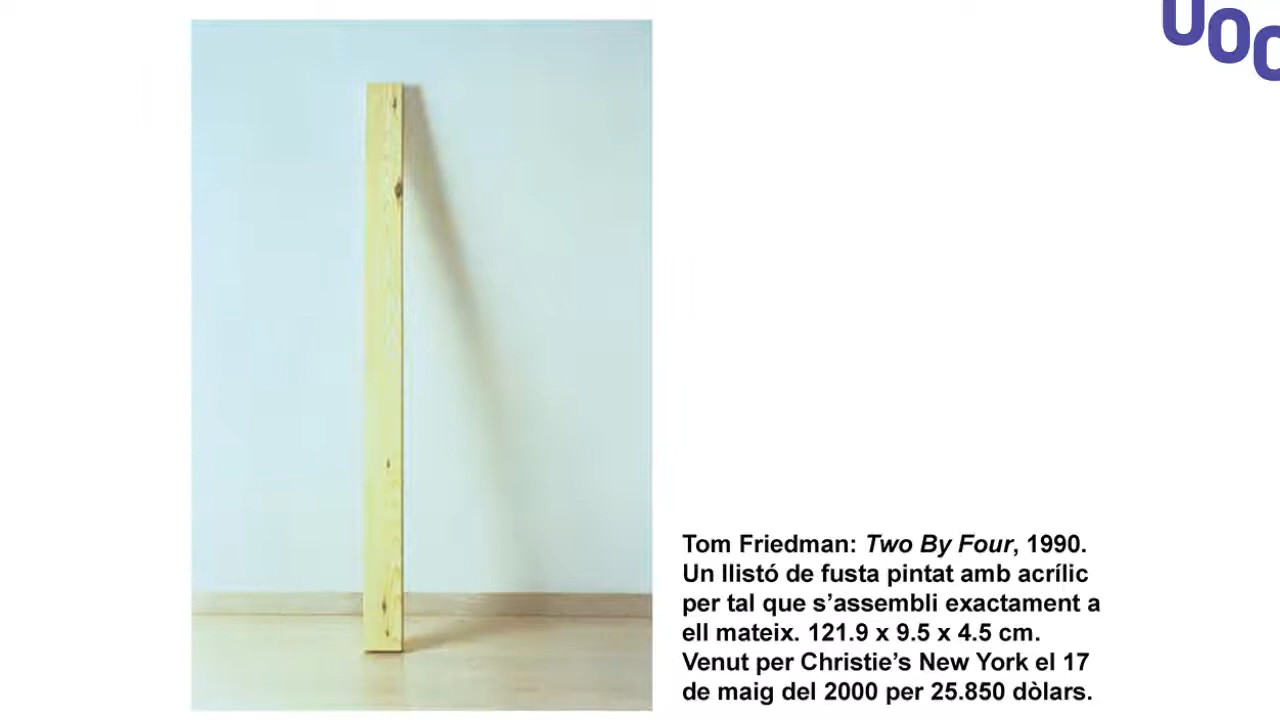 UOC
Tom Friedman: Two By Four, 1990.
Un llistó de fusta pintat amb acrílic
per tal que s’assembli exactament a
ell mateix. 121.9 x 9.5 x 4.5 cm.
Venut per Christie’s New York el 17
de maig del 2000 per 25.850 dòlars.